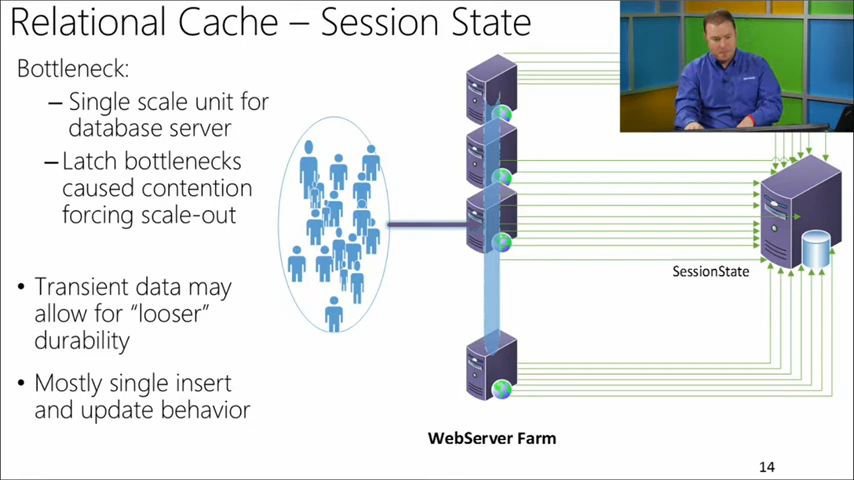 Relational Cache – Session State
Bottleneck:
– Single scale unit for
database server
– Latch bottlenecks
caused contention
forcing scale-out
• Transient data may
allow for “looser”
durability
• Mostly single insert
and update behavior
SessionState
WebServer Farm
14